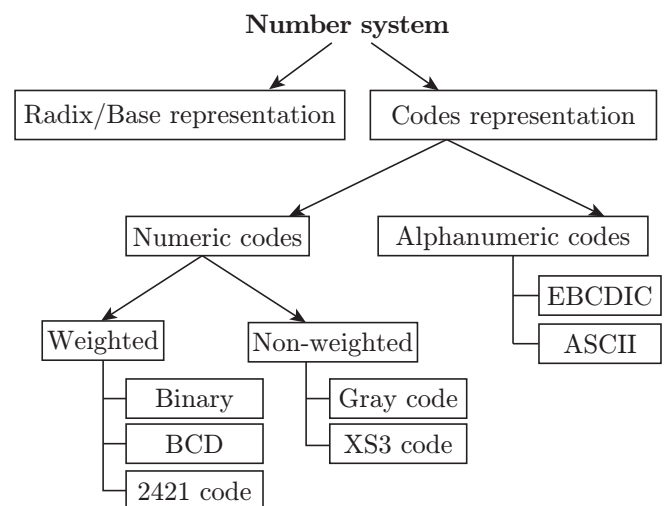 Number system
Radix/Base representation
Codes representation
Numeric codes
Alphanumeric codes
EBCDIC
ASCII
Weighted
Non-weighted
Binary
BCD
2421 code
Gray code
XS3 code